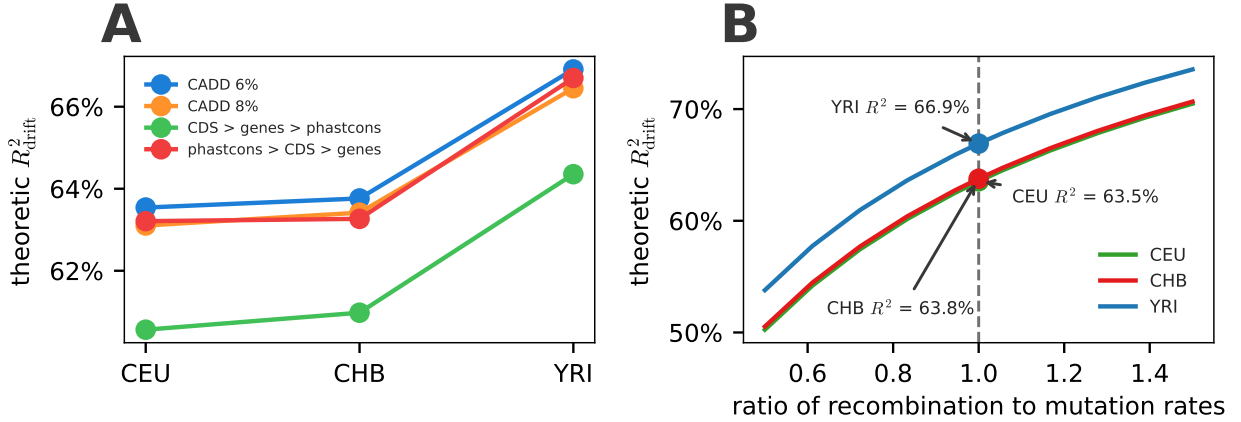 A
theoretic R²drift
66%
64%
62%
CADD 6%
CADD 8%
CDS > genes > phastcons
phastcons > CDS > genes
CEU CHB YRI
B
theoretic R²drift
70%
60%
50%
YRI R² = 66.9%
CEU R² = 63.5%
CHB R² = 63.8%
CEU
CHB
YRI
0.6 0.8 1.0 1.2 1.4
ratio of recombination to mutation rates